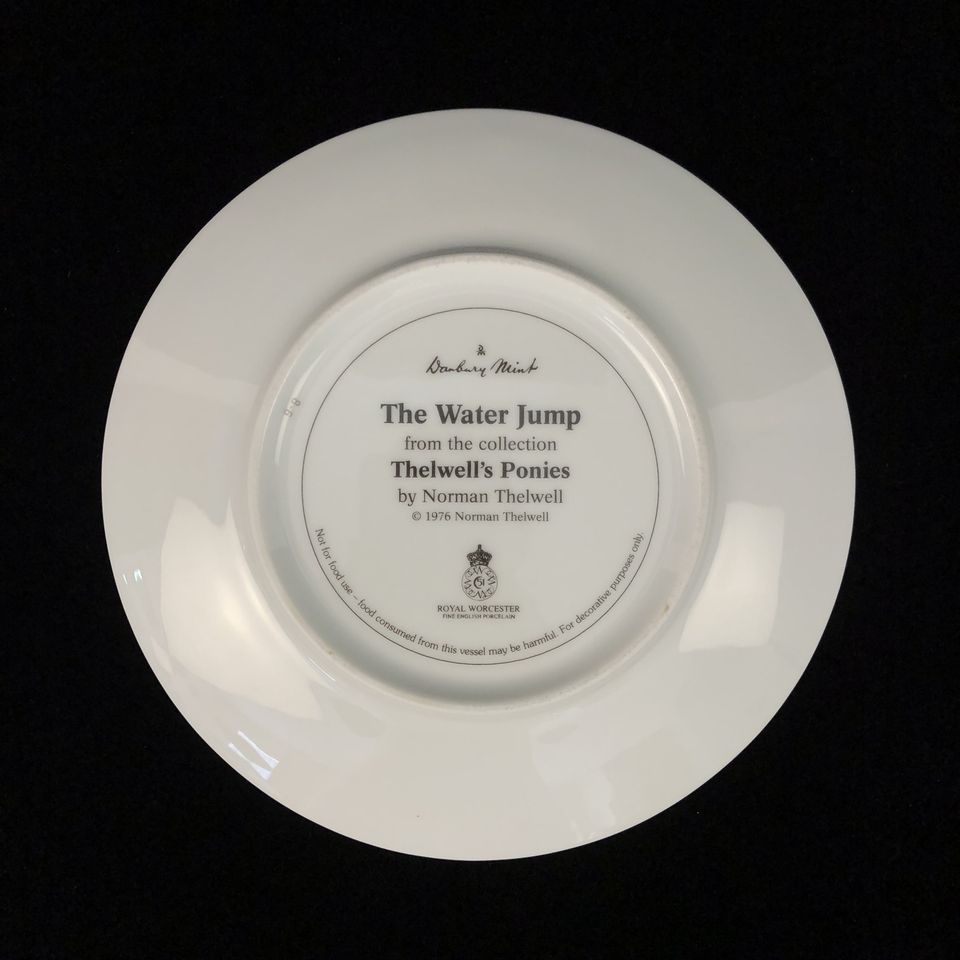 Danbury Mint
The Water Jump
from the collection
Thelwell's Ponies
by Norman Thelwell
© 1976 Norman Thelwell
51
ROYAL WORCESTER
FINE ENGLISH PORCELAIN
Not for food use – food consumed from this vessel may be harmful. For decorative purposes only.